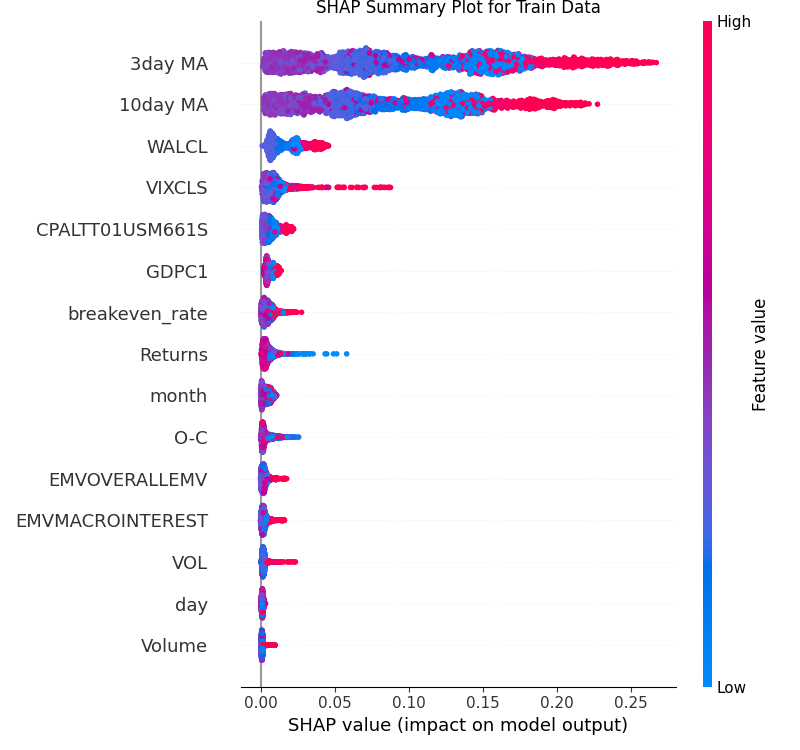 SHAP Summary Plot for Train Data
High
3day MA
10day MA
WALCL
VIXCLS
CPALTT01USM661S
GDPC1
breakeven_rate
Returns
month
O-C
EMVOVERALLEMV
EMVMACROINTEREST
VOL
day
Volume
Feature value
Low
0.00 0.05 0.10 0.15 0.20 0.25
SHAP value (impact on model output)